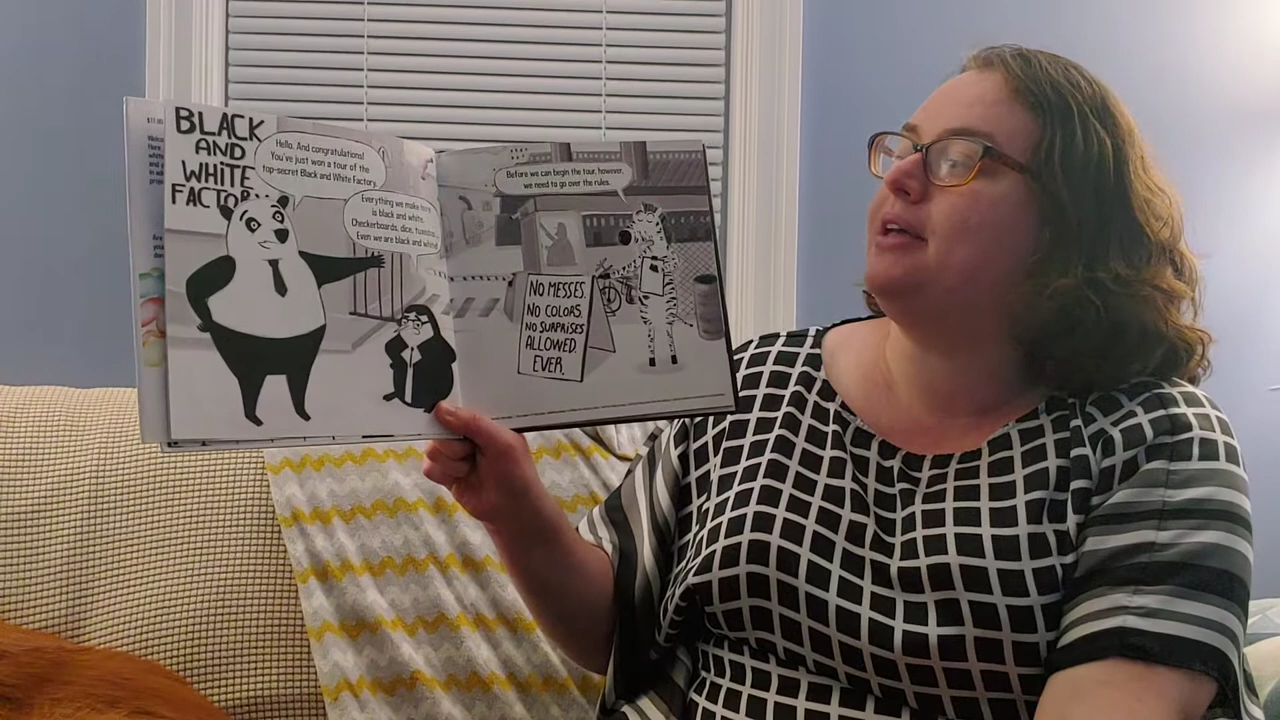 BLACK
AND
WHITE
FACTORY
Hello. And congratulations!
You've just won a tour of the
top-secret Black and White Factory.
Everything we make here
is black and white.
Checkerboards, dice, tuxedos.
Even we are black and white!
Before we can begin the tour, however,
we need to go over the rules.
NO MESSES.
NO COLORS.
NO SURPRISES
ALLOWED.
EVER.